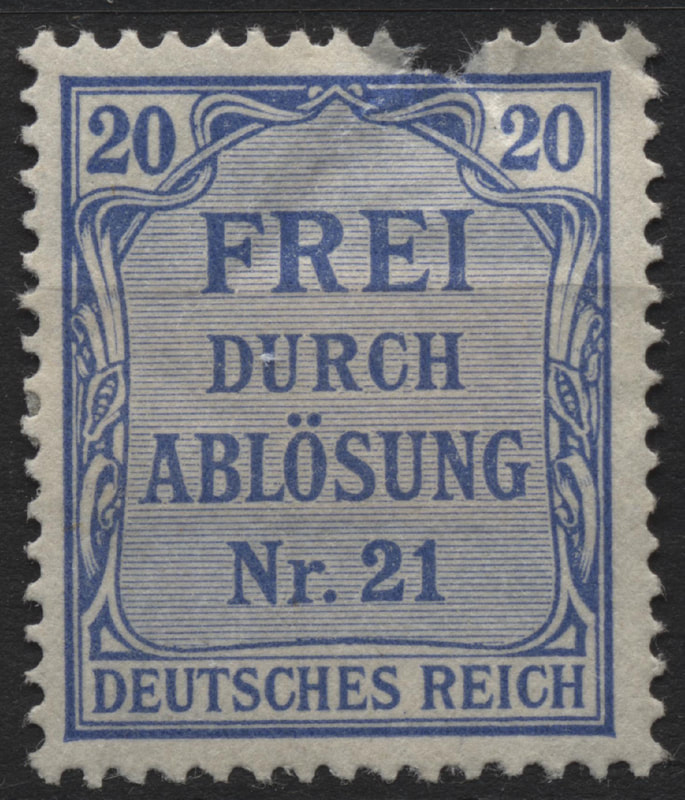 20 20
FREI
DURCH
ABLÖSUNG
Nr. 21
DEUTSCHES REICH